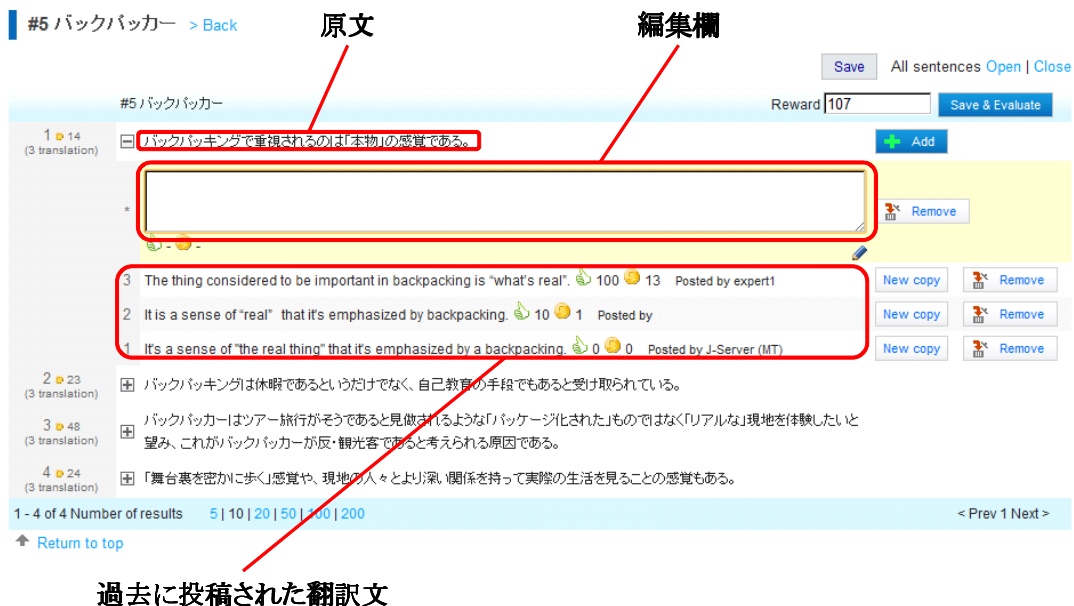 #5 バックパッカー > Back
原文
編集欄
Save All sentences Open | Close
#5 バックパッカー Reward 107 Save & Evaluate
1 14
(3 translation)
バックパッキングで重視されるのは「本物」の感覚である。
Add
*
Remove
- -
3 The thing considered to be important in backpacking is “what's real”. 100 13 Posted by expert1 New copy Remove
2 It is a sense of “real” that it's emphasized by backpacking. 10 1 Posted by New copy Remove
1 It's a sense of "the real thing" that it's emphasized by a backpacking. 0 0 Posted by J-Server (MT) New copy Remove
2 23
(3 translation)
バックパッキングは休暇であるというだけでなく、自己教育の手段でもあると受け取られている。
3 48
(3 translation)
バックパッカーはツアー旅行がそうであると見做されるような「パッケージ化された」ものではなく「リアルな」現地を体験したいと
望み、これがバックパッカーが反・観光客であると考えられる原因である。
4 24
(3 translation)
「舞台裏を密かに歩く」感覚や、現地の人々とより深い関係を持って実際の生活を見ることの感覚もある。
1 - 4 of 4 Number of results 5 | 10 | 20 | 50 | 100 | 200 < Prev 1 Next >
Return to top
過去に投稿された翻訳文